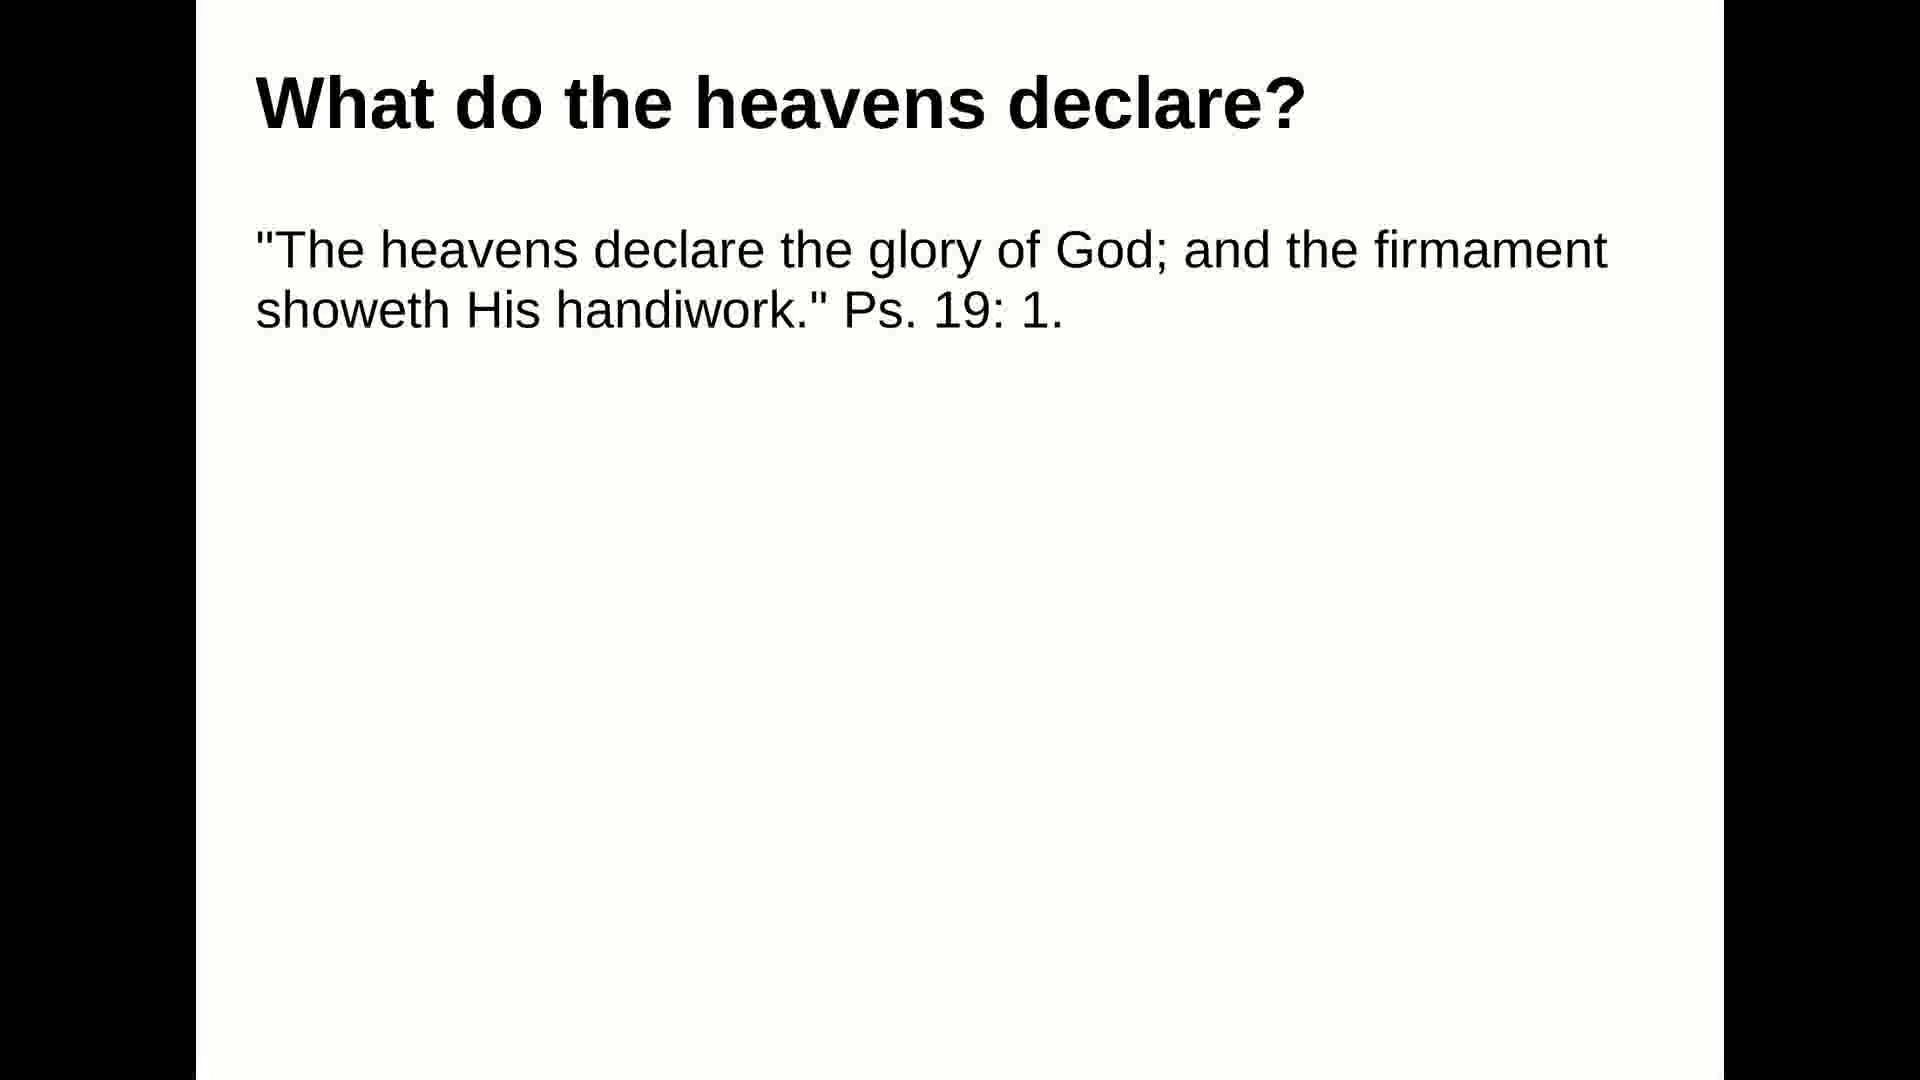 What do the heavens declare?
"The heavens declare the glory of God; and the firmament
showeth His handiwork." Ps. 19: 1.